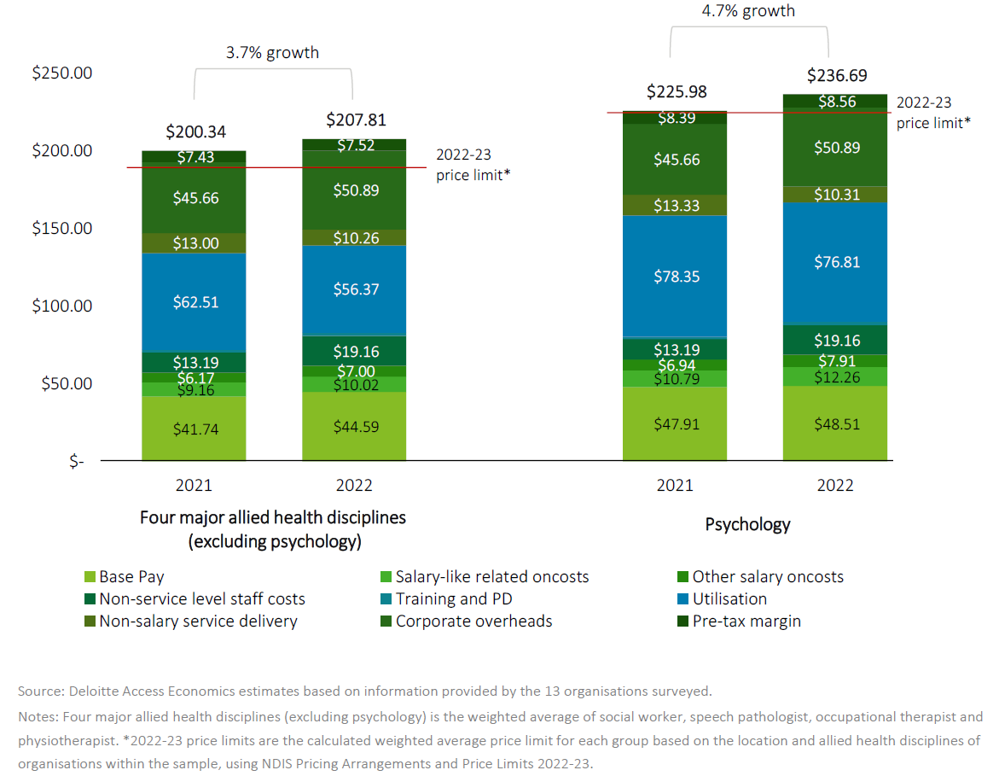 4.7% growth
3.7% growth
$250.00
$200.00
$150.00
$100.00
$50.00
$-
$200.34
$7.43
$45.66
$13.00
$62.51
$13.19
$6.17
$9.16
$41.74
$207.81
$7.52
$50.89
$10.26
$56.37
$19.16
$7.00
$10.02
$44.59
2022-23
price limit*
$225.98
$8.39
$45.66
$13.33
$78.35
$13.19
$6.94
$10.79
$47.91
$236.69
$8.56
$50.89
$10.31
$76.81
$19.16
$7.91
$12.26
$48.51
2022-23
price limit*
2021
2022
2021
2022
Four major allied health disciplines
(excluding psychology)
Psychology
Base Pay
Salary-like related oncosts
Other salary oncosts
Non-service level staff costs
Training and PD
Utilisation
Non-salary service delivery
Corporate overheads
Pre-tax margin
Source: Deloitte Access Economics estimates based on information provided by the 13 organisations surveyed.
Notes: Four major allied health disciplines (excluding psychology) is the weighted average of social worker, speech pathologist, occupational therapist and
physiotherapist. *2022-23 price limits are the calculated weighted average price limit for each group based on the location and allied health disciplines of
organisations within the sample, using NDIS Pricing Arrangements and Price Limits 2022-23.